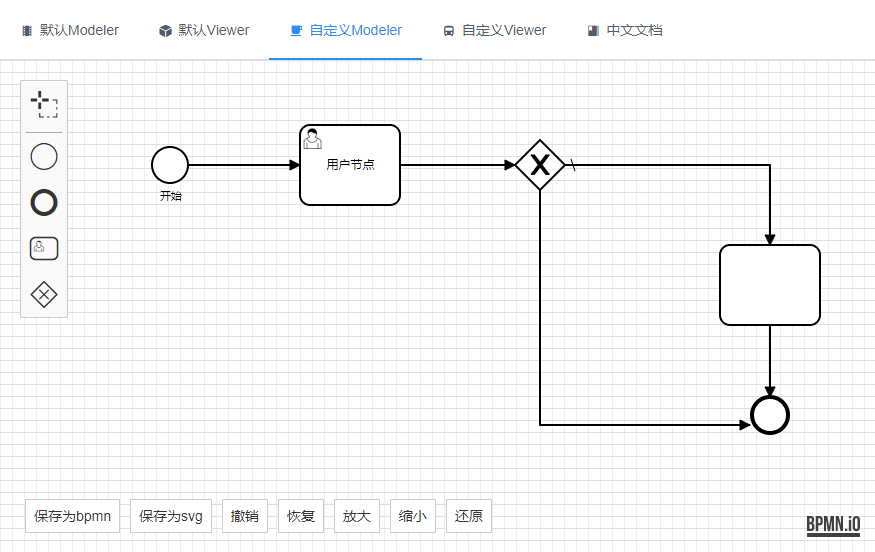 默认Modeler 默认Viewer 自定义Modeler 自定义Viewer 中文文档
用户节点
X
开始
保存为bpmn 保存为svg 撤销 恢复 放大 缩小 还原
BPMN.iO